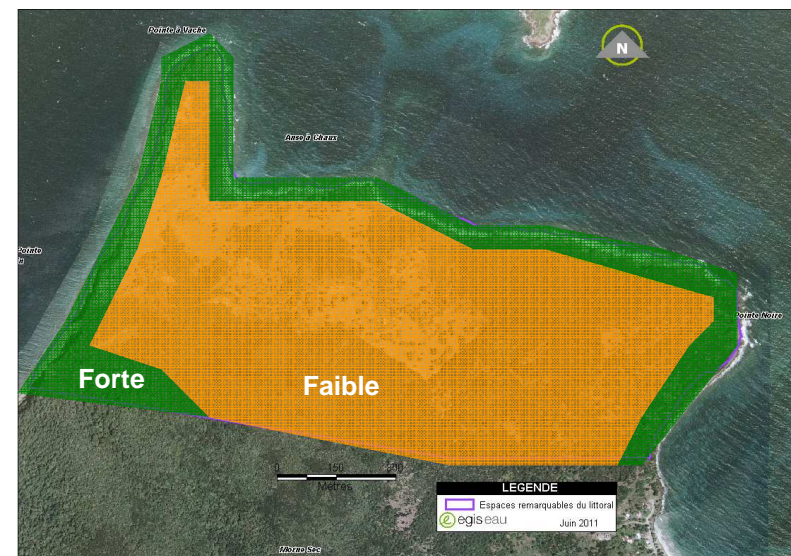 Pointe à Vache
N
Anse à Chaux
Pointe
Pointe Noire
Forte
Faible
0 150 300
Mètres
LEGENDE
Espaces remarquables du littoral
egis eau
Juin 2011
Morne Sec